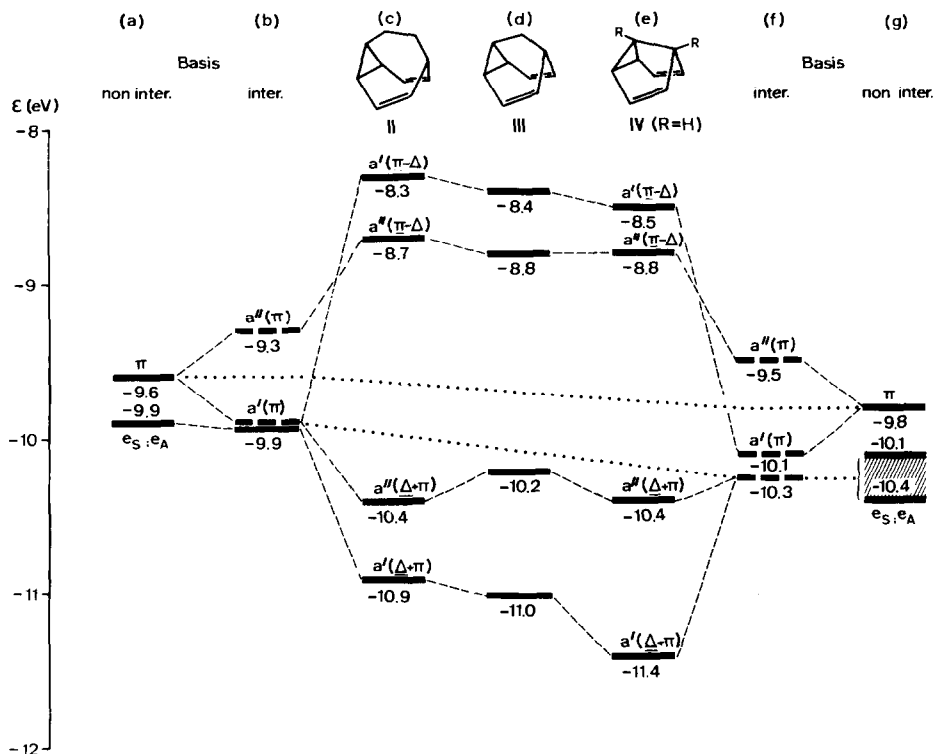 (a) (b) (c) (d) (e) (f) (g)
Basis Basis
non inter. inter. inter. non inter.
R R
II III IV (R=H)
ε (eV)
-8
a′(π-Δ)
-8.3
-8.4
a′(π-Δ)
-8.5
a″(π-Δ)
-8.7
-8.8
a″(π-Δ)
-8.8
-9
a″(π)
-9.3
a″(π)
-9.5
π
-9.6
-9.9
eS ; eA
a′(π)
-9.9
π
-9.8
-10.1
-10.4
eS ; eA
-10
a′(π)
-10.1
-10.3
a″(Δ+π)
-10.4
-10.2
a″(Δ+π)
-10.4
a′(Δ+π)
-10.9
-11.0
-11
a′(Δ+π)
-11.4
-12